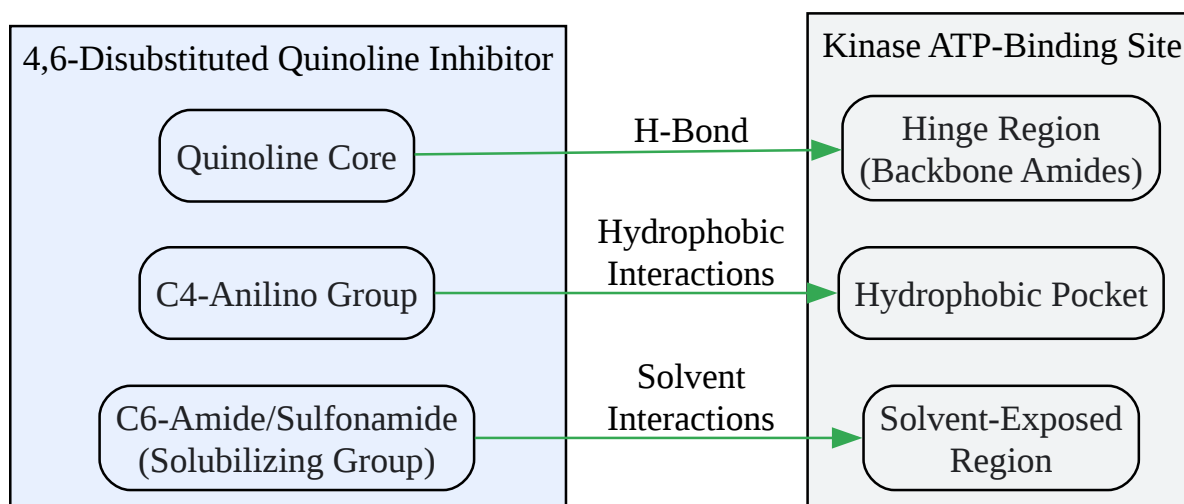 4,6-Disubstituted Quinoline Inhibitor
Kinase ATP-Binding Site
Quinoline Core
H-Bond
Hinge Region
(Backbone Amides)
C4-Anilino Group
Hydrophobic
Interactions
Hydrophobic Pocket
C6-Amide/Sulfonamide
(Solubilizing Group)
Solvent
Interactions
Solvent-Exposed
Region